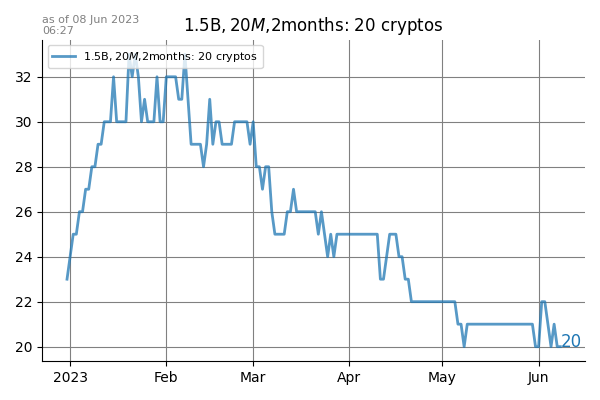 as of 08 Jun 2023
06:27
1.5B, 20M,2months: 20 cryptos
1.5B, 20M,2months: 20 cryptos
32
30
28
26
24
22
20
20
2023
Feb
Mar
Apr
May
Jun